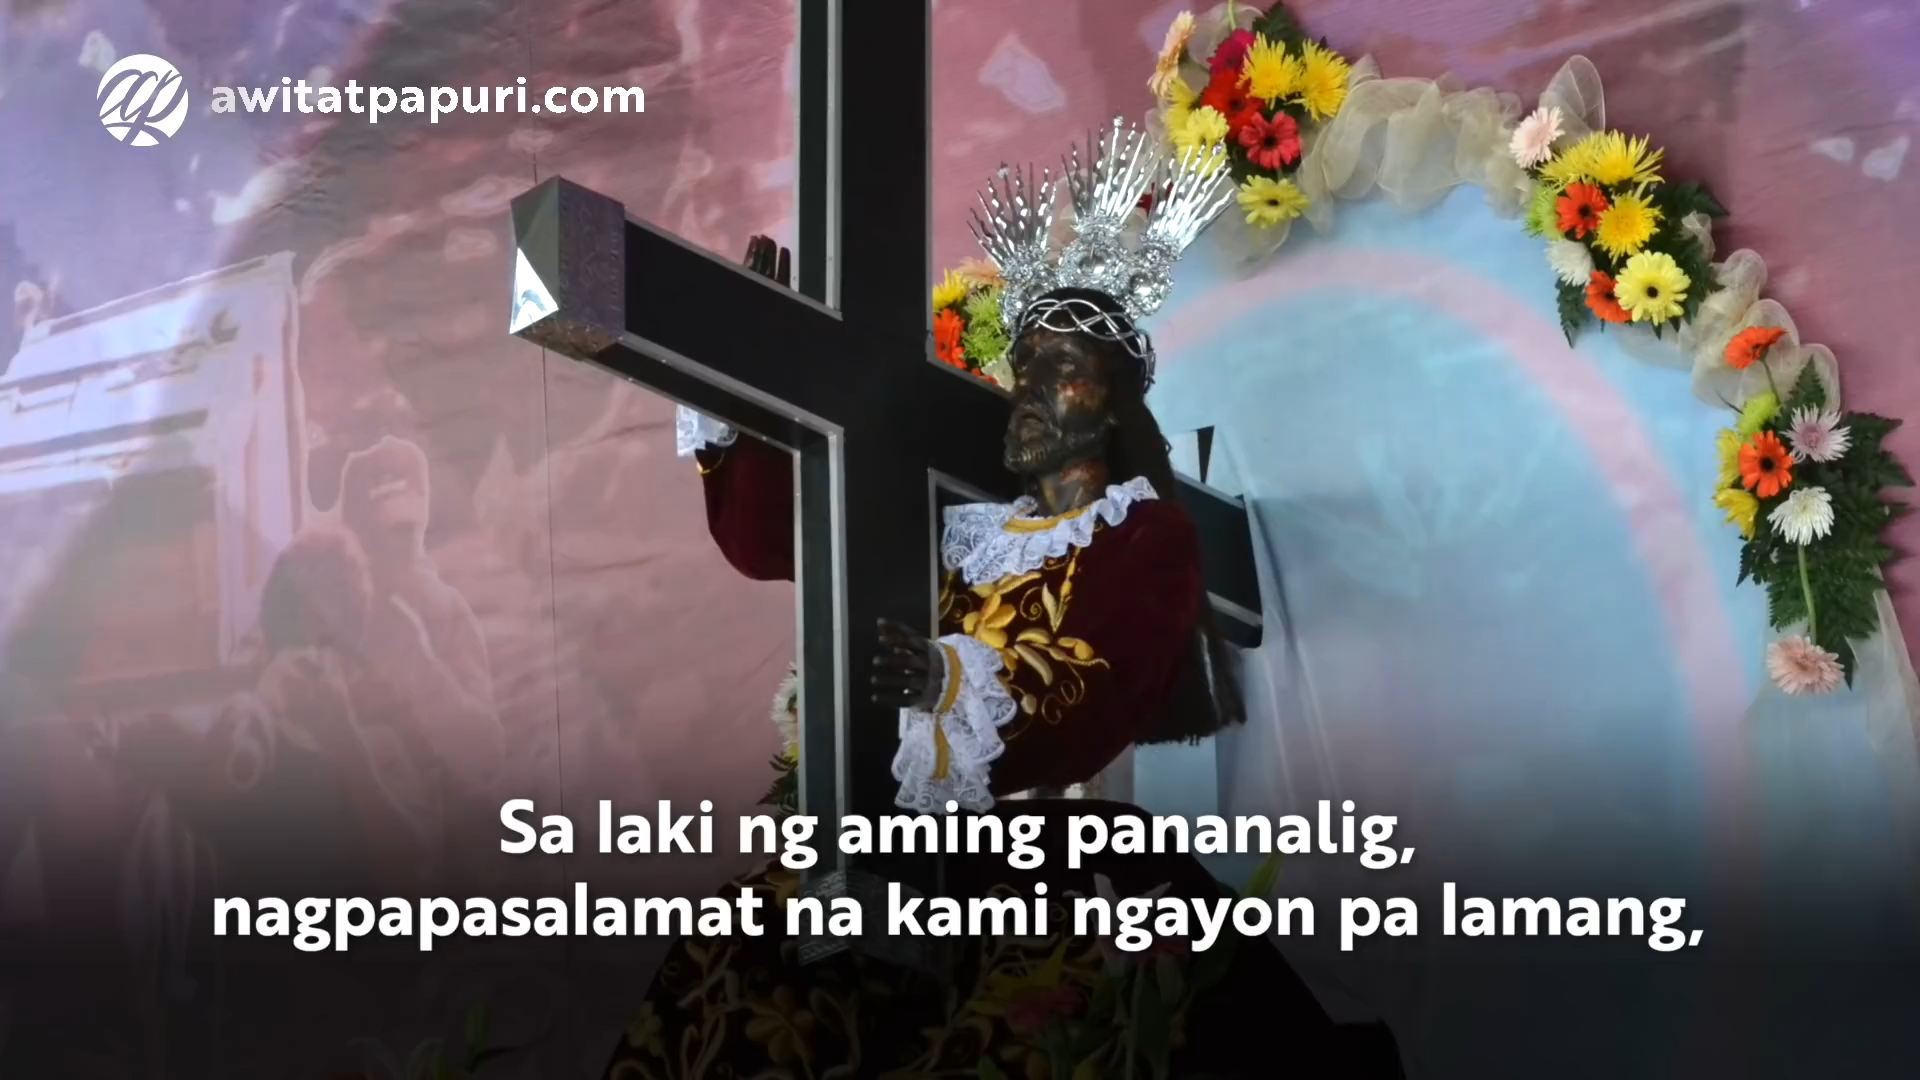 awitatpapuri.com
Sa laki ng aming pananalig,
nagpapasalamat na kami ngayon pa lamang,